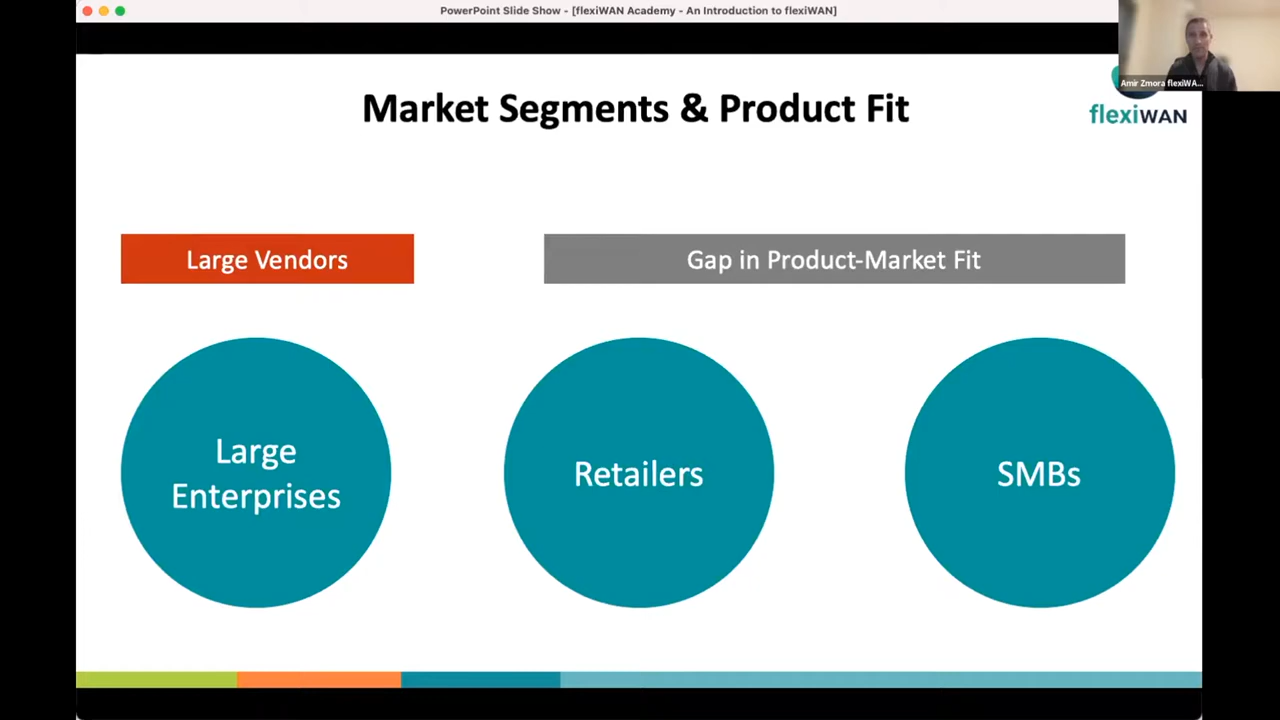 PowerPoint Slide Show - [flexiWAN Academy - An Introduction to flexiWAN]
Amir Zmora flexiWA...
flexiWAN
Market Segments & Product Fit
Large Vendors
Gap in Product-Market Fit
Large
Enterprises
Retailers
SMBs